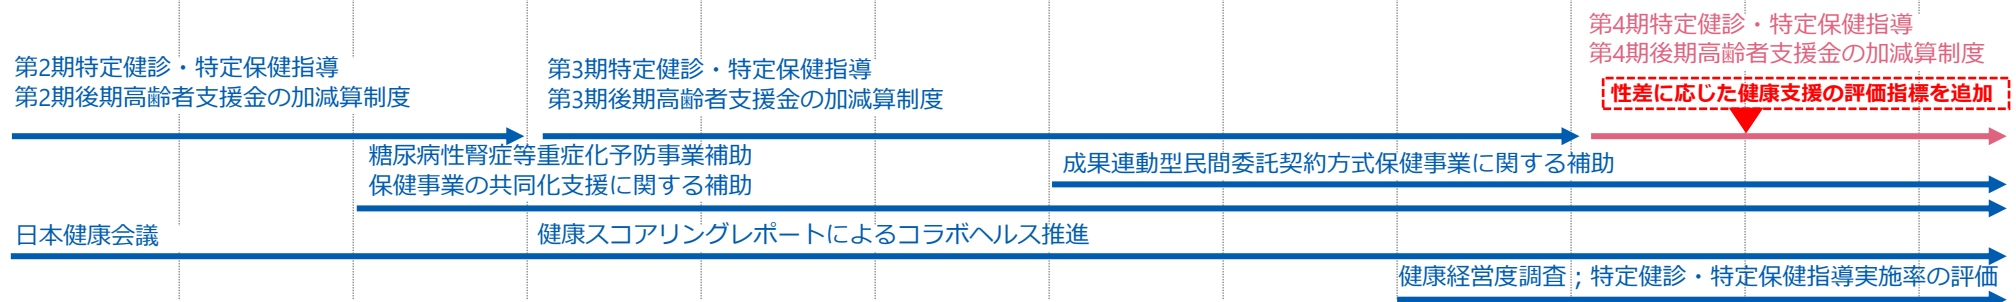 第2期特定健診・特定保健指導
第2期後期高齢者支援金の加減算制度
第3期特定健診・特定保健指導
第3期後期高齢者支援金の加減算制度
第4期特定健診・特定保健指導
第4期後期高齢者支援金の加減算制度
性差に応じた健康支援の評価指標を追加
糖尿病性腎症等重症化予防事業補助
保健事業の共同化支援に関する補助
成果連動型民間委託契約方式保健事業に関する補助
日本健康会議
健康スコアリングレポートによるコラボヘルス推進
健康経営度調査；特定健診・特定保健指導実施率の評価